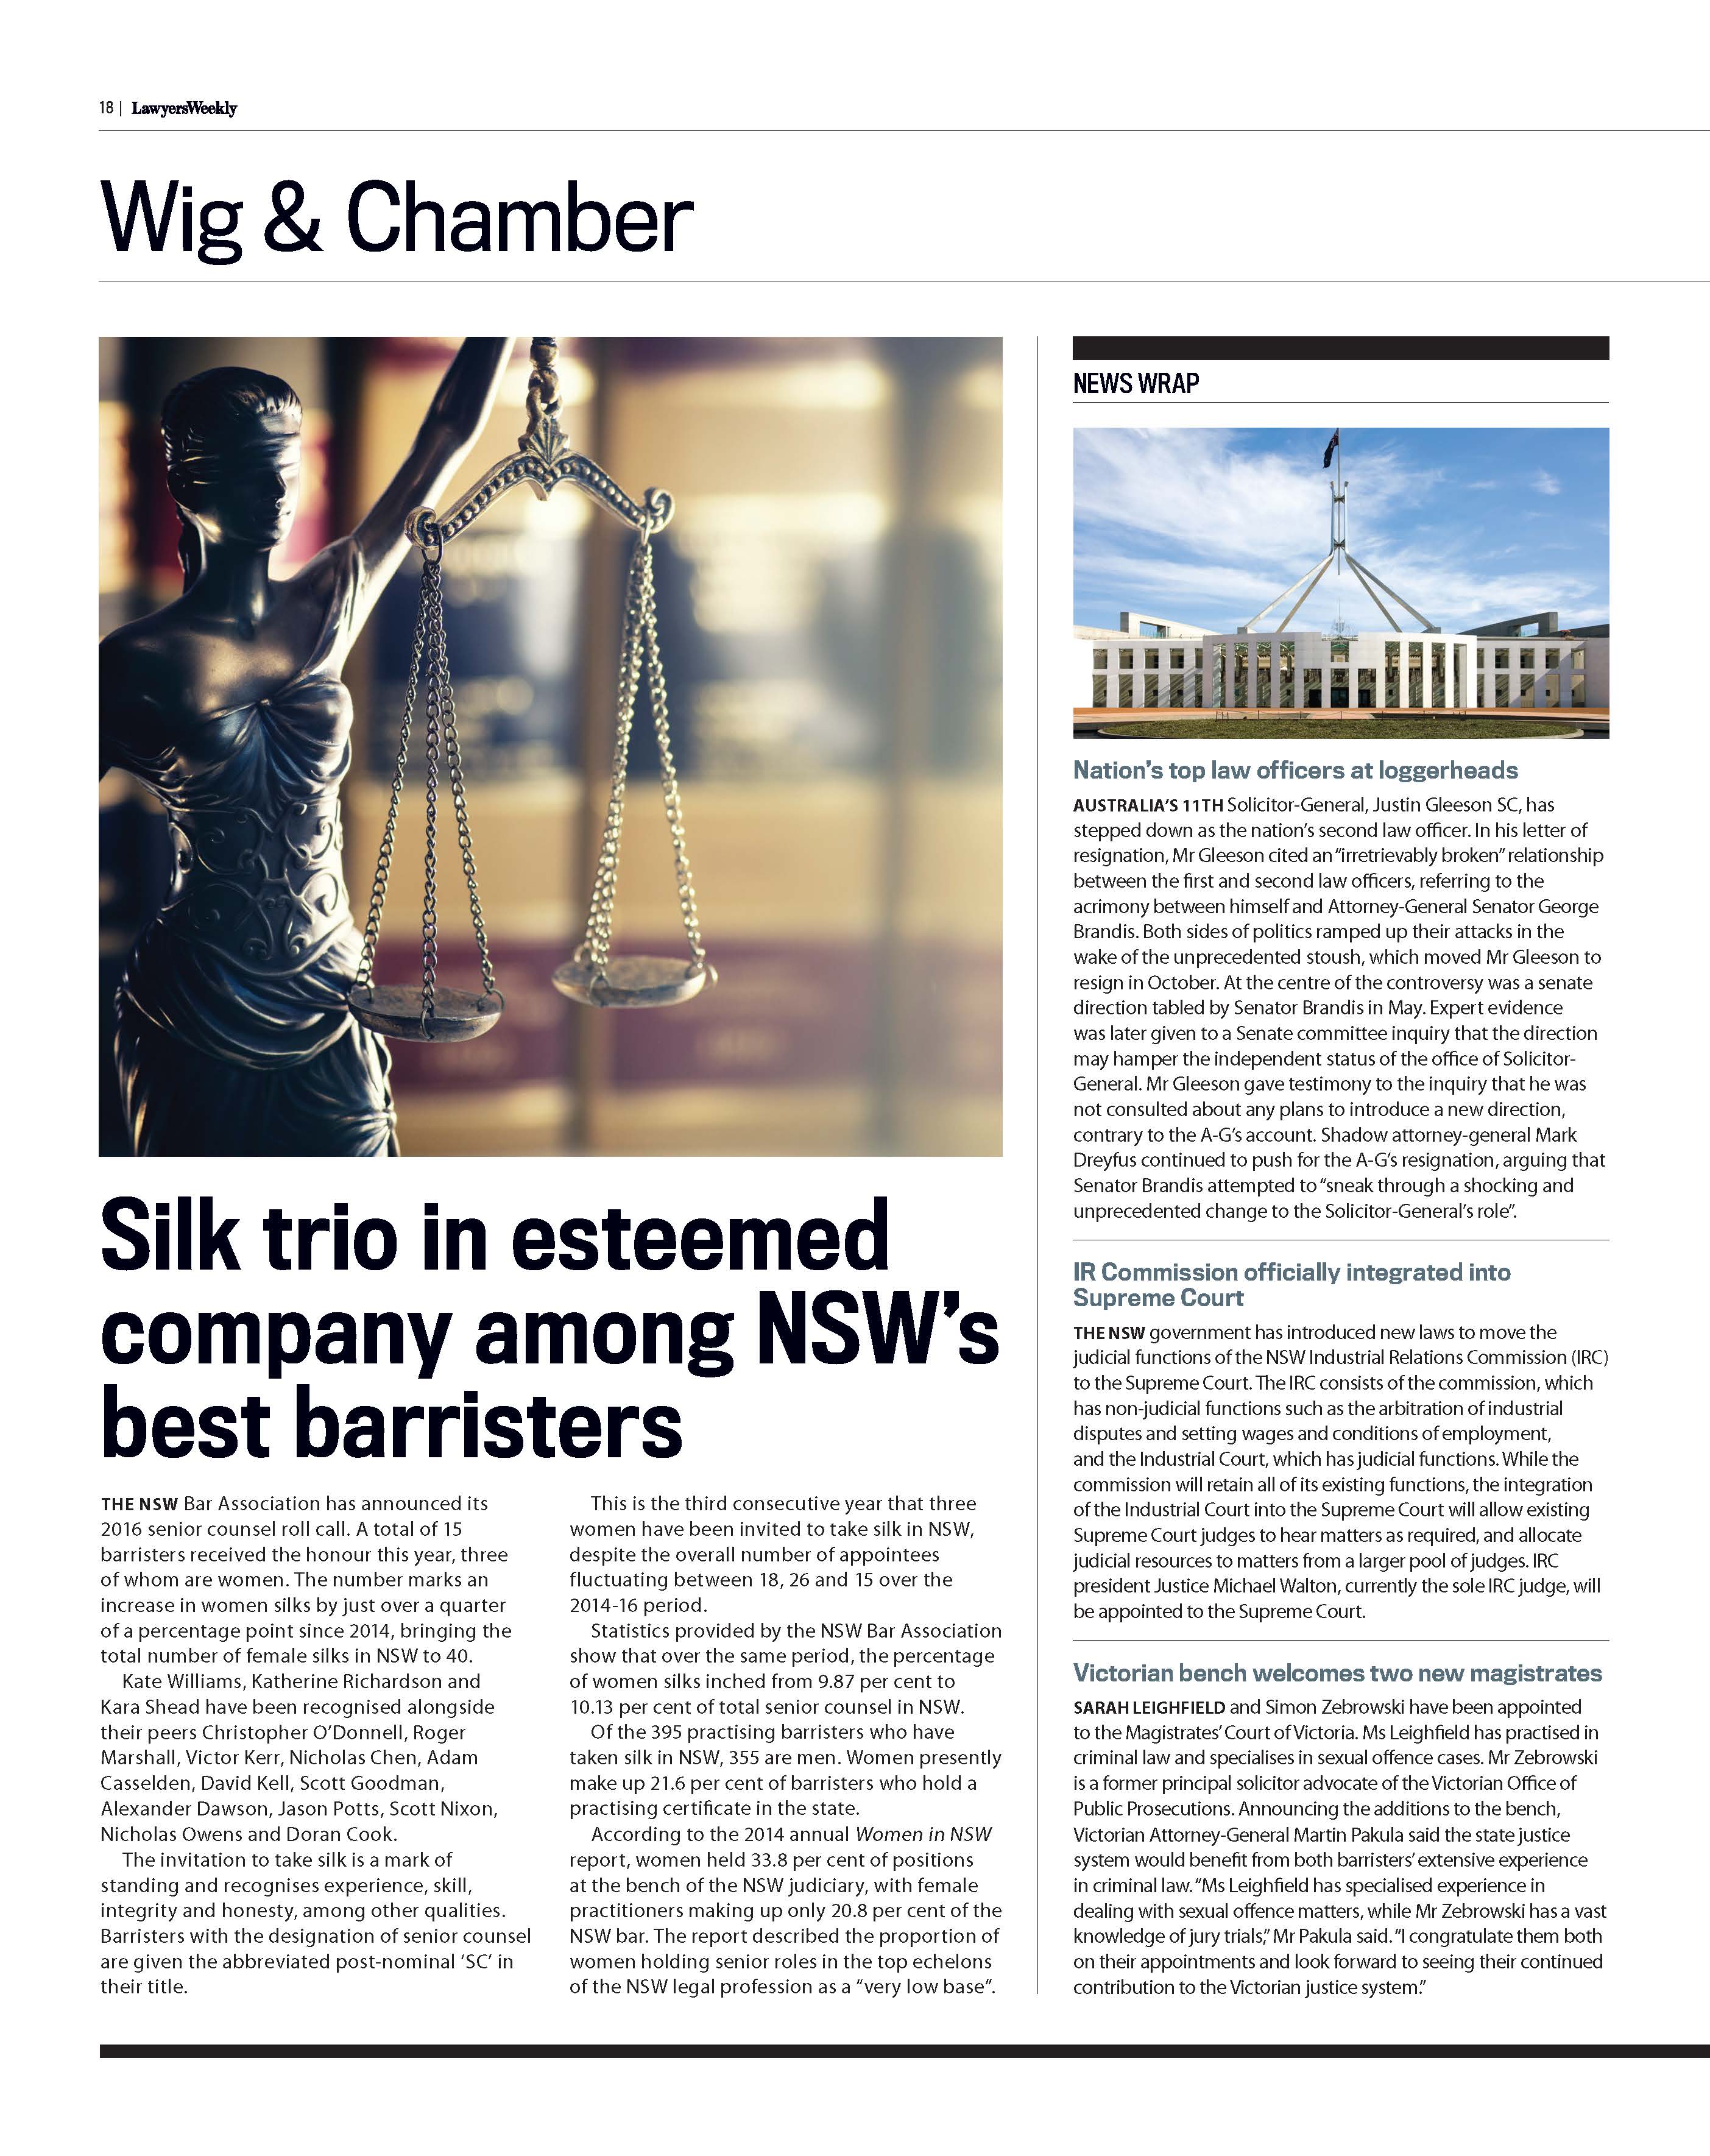 18 | LawyersWeekly
Wig & Chamber
Silk trio in esteemed
company among NSW's
best barristers
THE NSW Bar Association has announced its
2016 senior counsel roll call. A total of 15
barristers received the honour this year, three
of whom are women. The number marks an
increase in women silks by just over a quarter
of a percentage point since 2014, bringing the
total number of female silks in NSW to 40.
Kate Williams, Katherine Richardson and
Kara Shead have been recognised alongside
their peers Christopher O'Donnell, Roger
Marshall, Victor Kerr, Nicholas Chen, Adam
Casselden, David Kell, Scott Goodman,
Alexander Dawson, Jason Potts, Scott Nixon,
Nicholas Owens and Doran Cook.
The invitation to take silk is a mark of
standing and recognises experience, skill,
integrity and honesty, among other qualities.
Barristers with the designation of senior counsel
are given the abbreviated post-nominal 'SC' in
their title.
This is the third consecutive year that three
women have been invited to take silk in NSW,
despite the overall number of appointees
fluctuating between 18, 26 and 15 over the
2014-16 period.
Statistics provided by the NSW Bar Association
show that over the same period, the percentage
of women silks inched from 9.87 per cent to
10.13 per cent of total senior counsel in NSW.
Of the 395 practising barristers who have
taken silk in NSW, 355 are men. Women presently
make up 21.6 per cent of barristers who hold a
practising certificate in the state.
According to the 2014 annual Women in NSW
report, women held 33.8 per cent of positions
at the bench of the NSW judiciary, with female
practitioners making up only 20.8 per cent of the
NSW bar. The report described the proportion of
women holding senior roles in the top echelons
of the NSW legal profession as a "very low base".
NEWS WRAP
Nation's top law officers at loggerheads
AUSTRALIA'S 11TH Solicitor-General, Justin Gleeson SC, has
stepped down as the nation's second law officer. In his letter of
resignation, Mr Gleeson cited an "irretrievably broken" relationship
between the first and second law officers, referring to the
acrimony between himself and Attorney-General Senator George
Brandis. Both sides of politics ramped up their attacks in the
wake of the unprecedented stoush, which moved Mr Gleeson to
resign in October. At the centre of the controversy was a senate
direction tabled by Senator Brandis in May. Expert evidence
was later given to a Senate committee inquiry that the direction
may hamper the independent status of the office of Solicitor-
General. Mr Gleeson gave testimony to the inquiry that he was
not consulted about any plans to introduce a new direction,
contrary to the A-G's account. Shadow attorney-general Mark
Dreyfus continued to push for the A-G's resignation, arguing that
Senator Brandis attempted to "sneak through a shocking and
unprecedented change to the Solicitor-General's role".
IR Commission officially integrated into
Supreme Court
THE NSW government has introduced new laws to move the
judicial functions of the NSW Industrial Relations Commission (IRC)
to the Supreme Court. The IRC consists of the commission, which
has non-judicial functions such as the arbitration of industrial
disputes and setting wages and conditions of employment,
and the Industrial Court, which has judicial functions. While the
commission will retain all of its existing functions, the integration
of the Industrial Court into the Supreme Court will allow existing
Supreme Court judges to hear matters as required, and allocate
judicial resources to matters from a larger pool of judges. IRC
president Justice Michael Walton, currently the sole IRC judge, will
be appointed to the Supreme Court.
Victorian bench welcomes two new magistrates
SARAH LEIGHFIELD and Simon Zebrowski have been appointed
to the Magistrates' Court of Victoria. Ms Leighfield has practised in
criminal law and specialises in sexual offence cases. Mr Zebrowski
is a former principal solicitor advocate of the Victorian Office of
Public Prosecutions. Announcing the additions to the bench,
Victorian Attorney-General Martin Pakula said the state justice
system would benefit from both barristers' extensive experience
in criminal law. "Ms Leighfield has specialised experience in
dealing with sexual offence matters, while Mr Zebrowski has a vast
knowledge of jury trials," Mr Pakula said. "I congratulate them both
on their appointments and look forward to seeing their continued
contribution to the Victorian justice system."